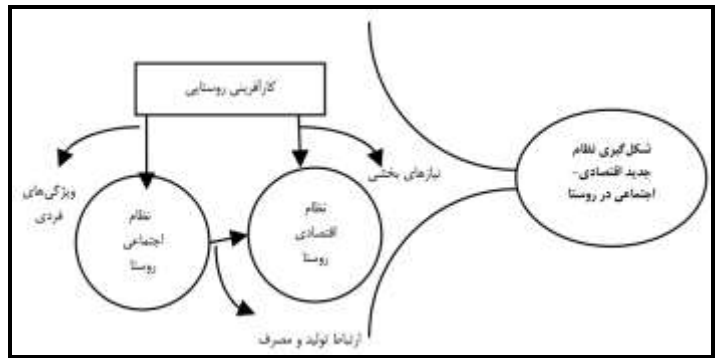 کارآفرینی روستایی
شکل‌گیری نظام
جدید اقتصادی-
اجتماعی در روستا
نیازهای بخشی
ویژگی‌های
فردی
نظام
اقتصادی
روستا
نظام
اجتماعی
روستا
ارتباط تولید و مصرف